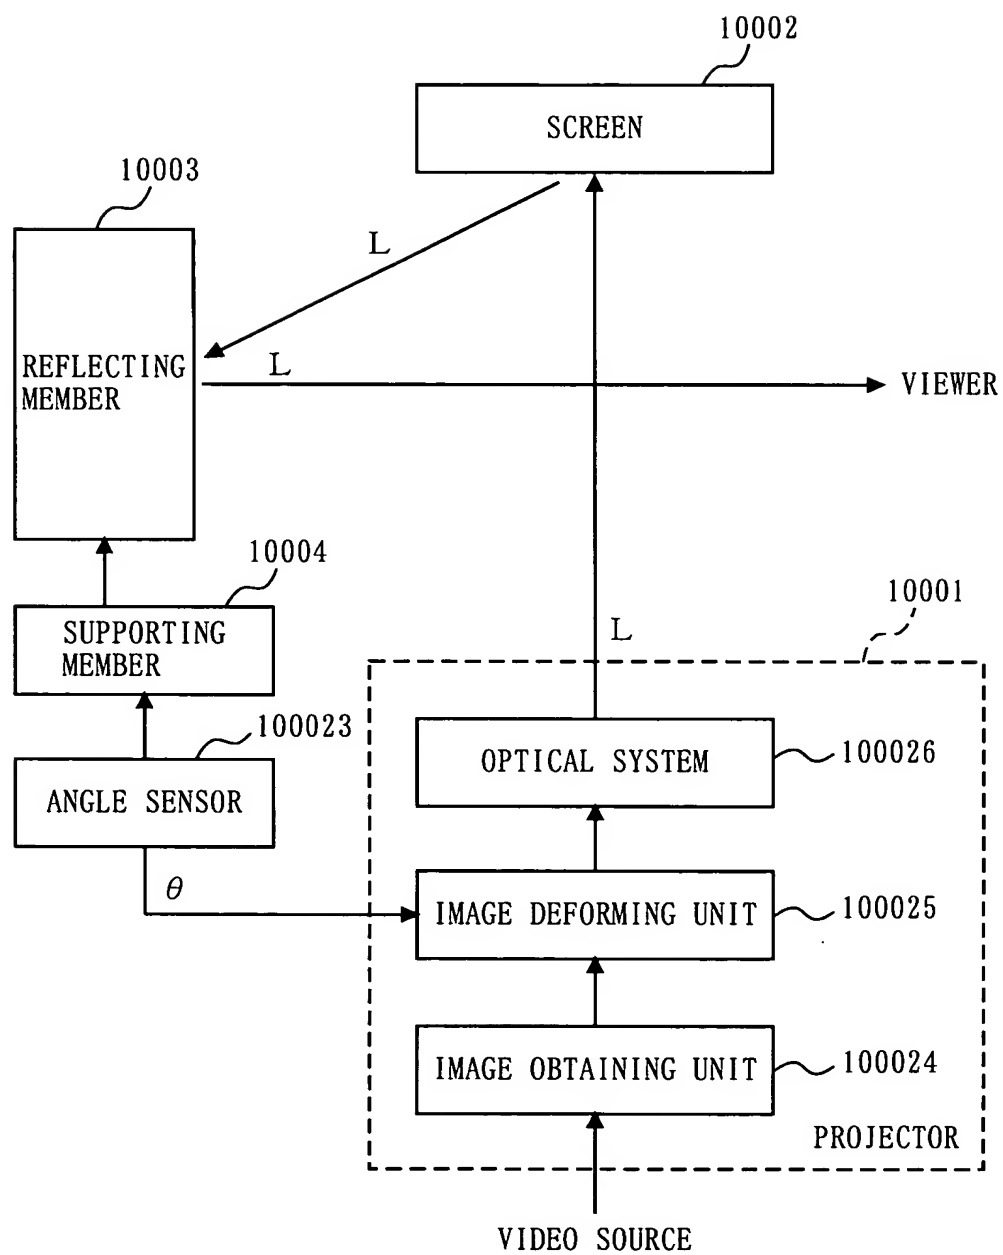 10002
SCREEN
10003
L
REFLECTING
MEMBER
L
VIEWER
10004
SUPPORTING
MEMBER
L
10001
100023
OPTICAL SYSTEM
100026
ANGLE SENSOR
θ
IMAGE DEFORMING UNIT
100025
IMAGE OBTAINING UNIT
100024
PROJECTOR
VIDEO SOURCE